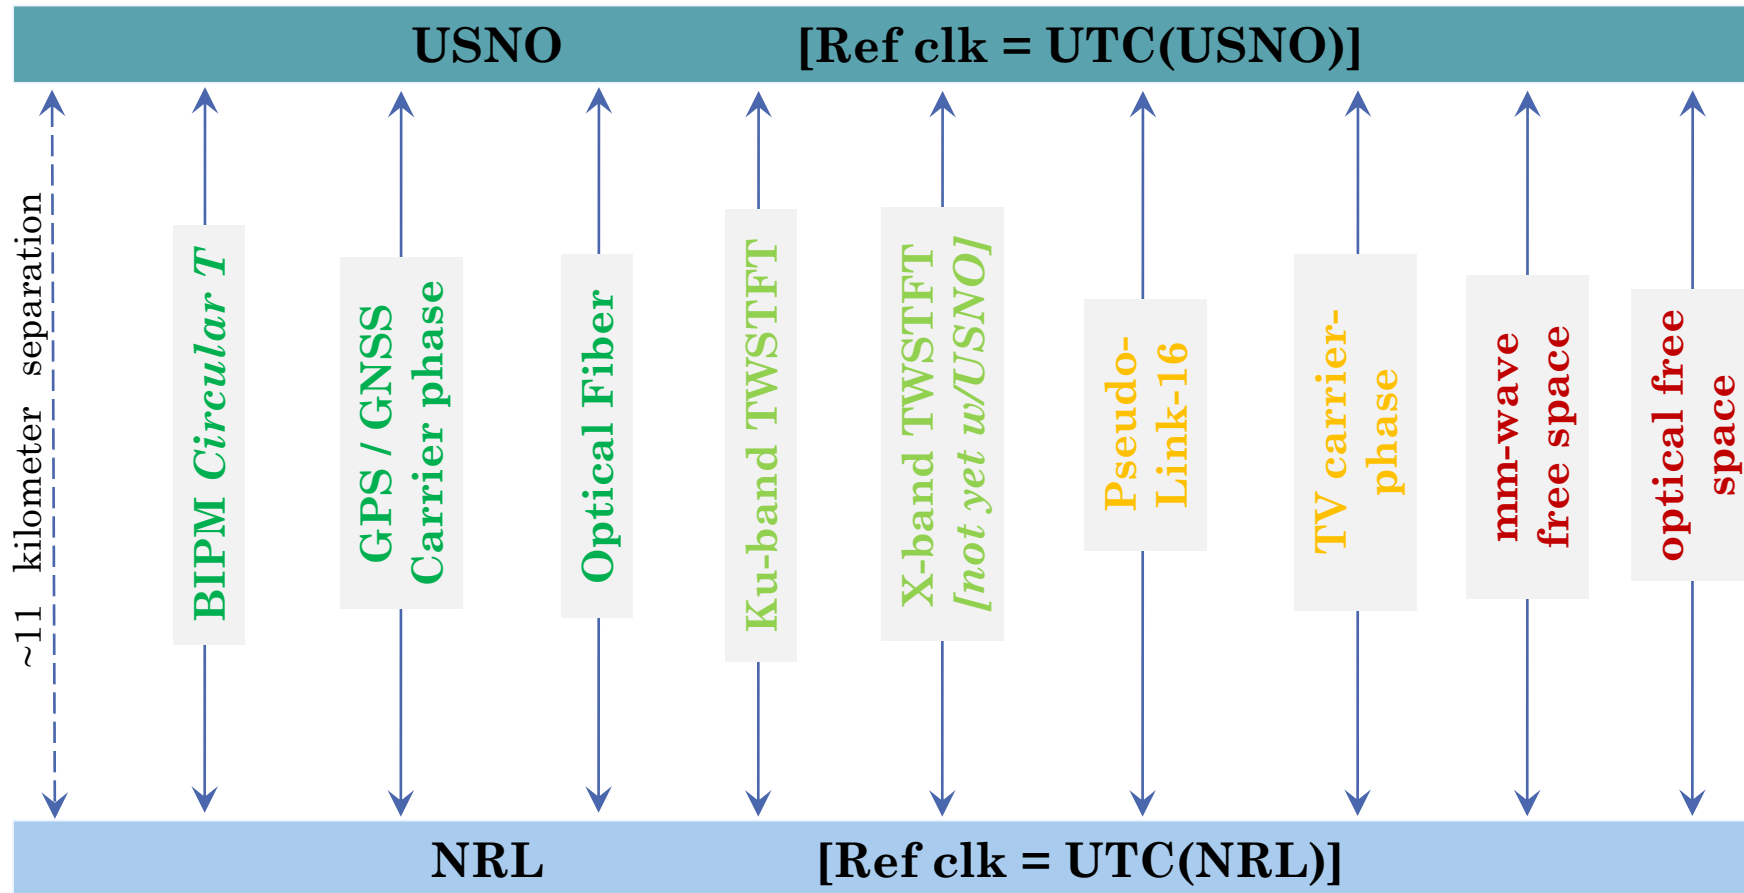 USNO [Ref clk = UTC(USNO)]
~11 kilometer separation
BIPM Circular T
GPS / GNSS
Carrier phase
Optical Fiber
Ku-band TWSTFT
X-band TWSTFT
[not yet w/USNO]
Pseudo-
Link-16
TV carrier-
phase
mm-wave
free space
optical free
space
NRL [Ref clk = UTC(NRL)]